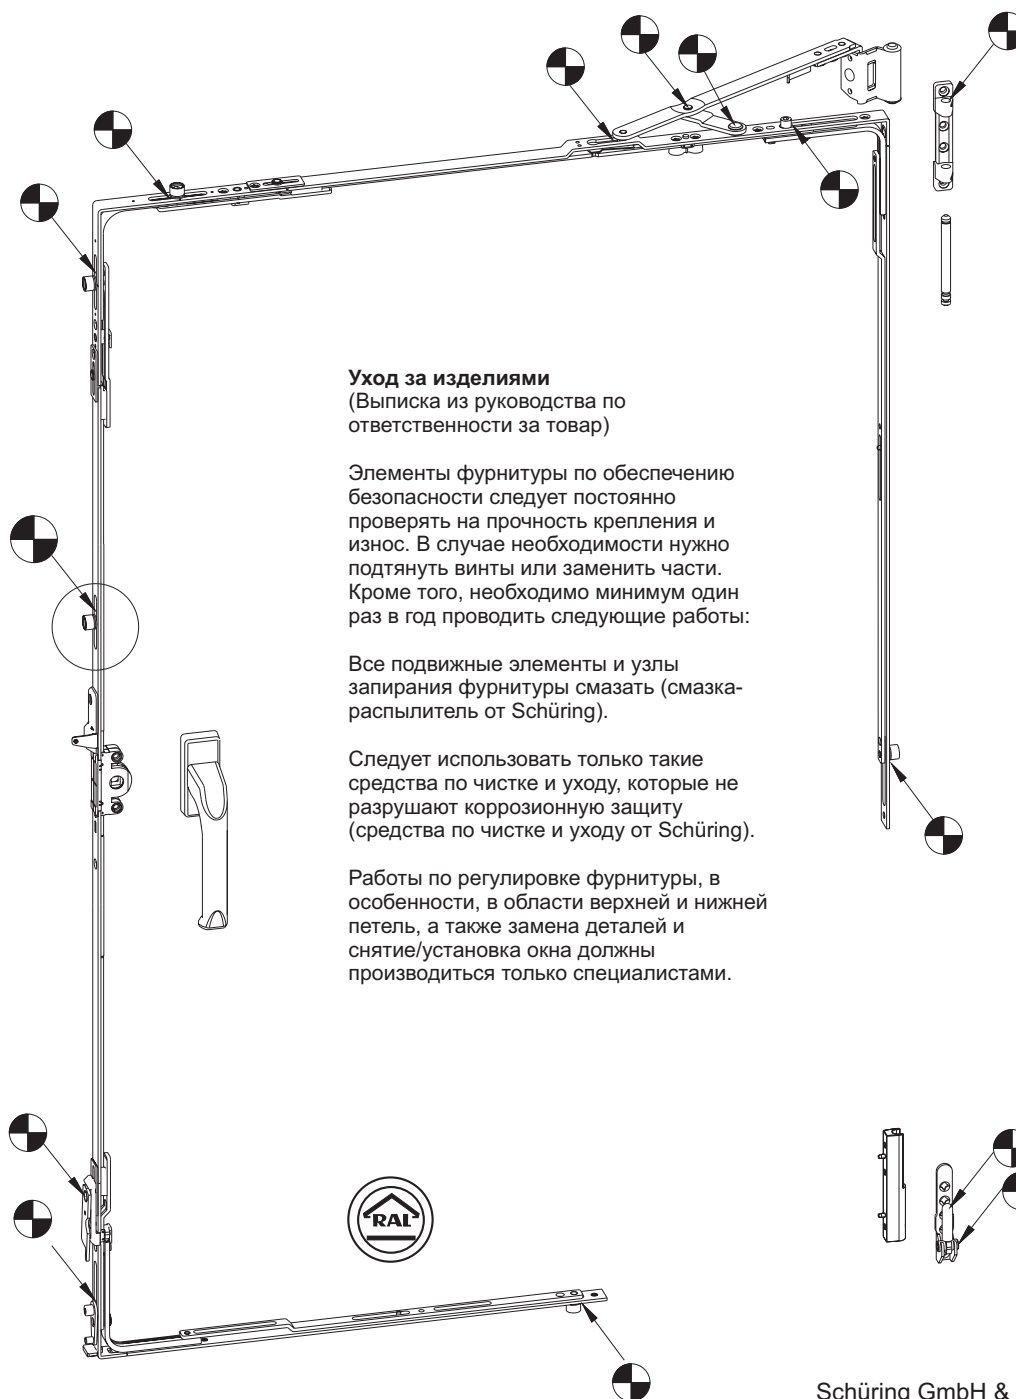 Уход за изделиями
(Выписка из руководства по
ответственности за товар)
Элементы фурнитуры по обеспечению
безопасности следует постоянно
проверять на прочность крепления и
износ. В случае необходимости нужно
подтянуть винты или заменить части.
Кроме того, необходимо минимум один
раз в год проводить следующие работы:
Все подвижные элементы и узлы
запирания фурнитуры смазать (смазка-
распылитель от Schüring).
Следует использовать только такие
средства по чистке и уходу, которые не
разрушают коррозионную защиту
(средства по чистке и уходу от Schüring).
Работы по регулировке фурнитуры, в
особенности, в области верхней и нижней
петель, а также замена деталей и
снятие/установка окна должны
производиться только специалистами.
RAL
Schüring GmbH &